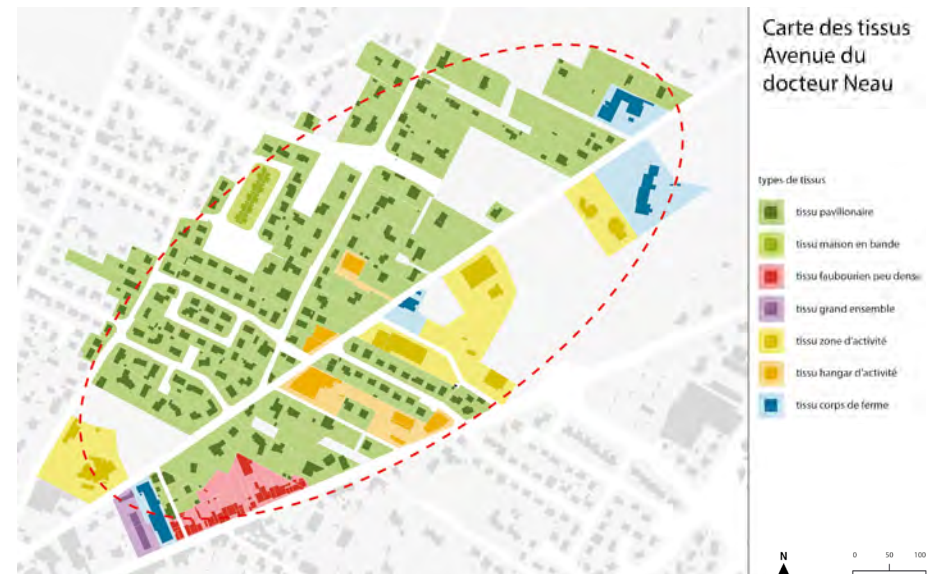 Carte des tissus
Avenue du
docteur Neau
types de tissus
tissu pavillonaire
tissu maison en bande
tissu faubourien peu dense
tissu grand ensemble
tissu zone d'activité
tissu hangar d'activité
tissu corps de ferme
N
0 50 100